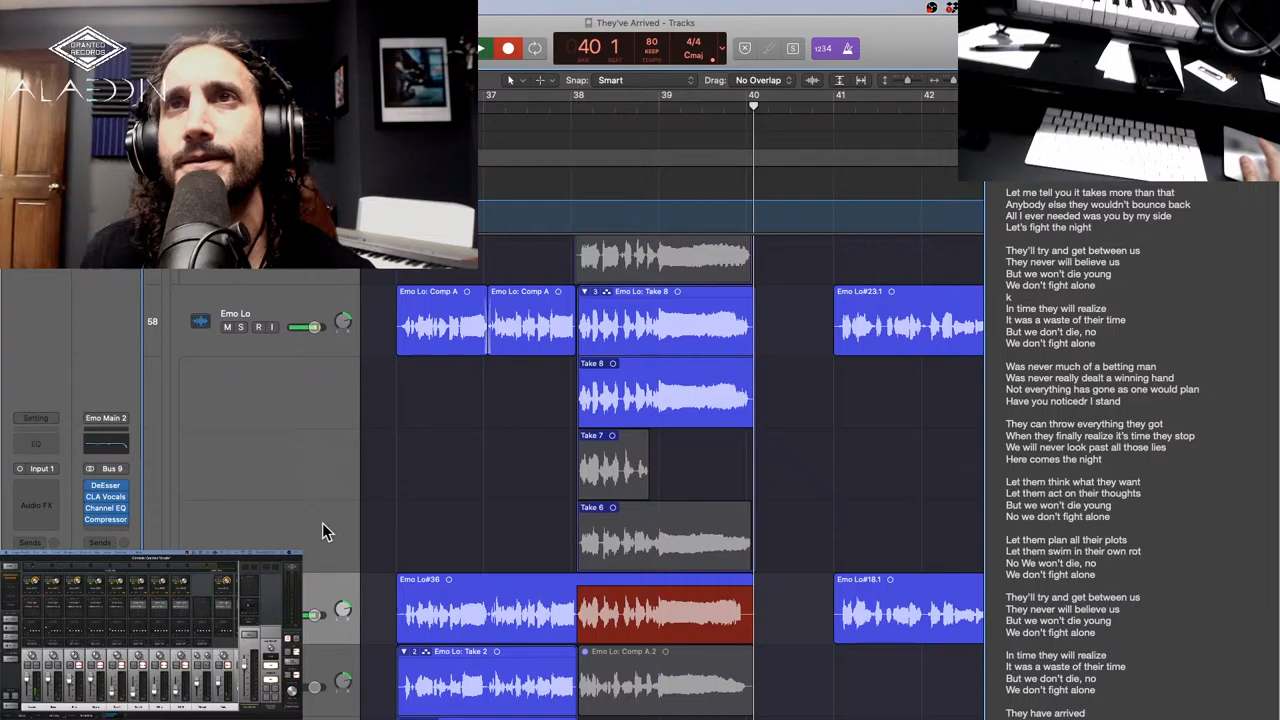 GRANTED
RECORDS
ALAEDDIN
They've Arrived - Tracks
40 1
BAR BEAT
80
KEEP
TEMPO
4/4
Cmaj
S
1234
Snap: Smart
Drag: No Overlap
37 38 39 40 41 42
58
Emo Lo
M S R I
Emo Lo: Comp A
Emo Lo: Comp A
3 Emo Lo: Take 8
Emo Lo#23.1
Take 8
Take 7
Take 6
Emo Lo#36
Emo Lo#18.1
2 Emo Lo: Take 2
Emo Lo: Comp A.2
Setting
Emo Main 2
EQ
Input 1
Bus 9
Audio FX
DeEsser
CLA Vocals
Channel EQ
Compressor
Sends
Sends
Let me tell you it takes more than that
Anybody else they wouldn't bounce back
All I ever needed was you by my side
Let's fight the night
They'll try and get between us
They never will believe us
But we won't die young
We don't fight alone
k
In time they will realize
It was a waste of their time
But we don't die, no
We don't fight alone
Was never much of a betting man
Was never really dealt a winning hand
Not everything has gone as one would plan
Have you noticedr I stand
They can throw everything they got
When they finally realize it's time they stop
We will never look past all those lies
Here comes the night
Let them think what they want
Let them act on their thoughts
But we won't die young
No we don't fight alone
Let them plan all their plots
Let them swim in their own rot
No We won't die, no
We don't fight alone
They'll try and get between us
They never will believe us
But we won't die young
We don't fight alone
In time they will realize
It was a waste of their time
But we don't die, no
We don't fight alone
They have arrived